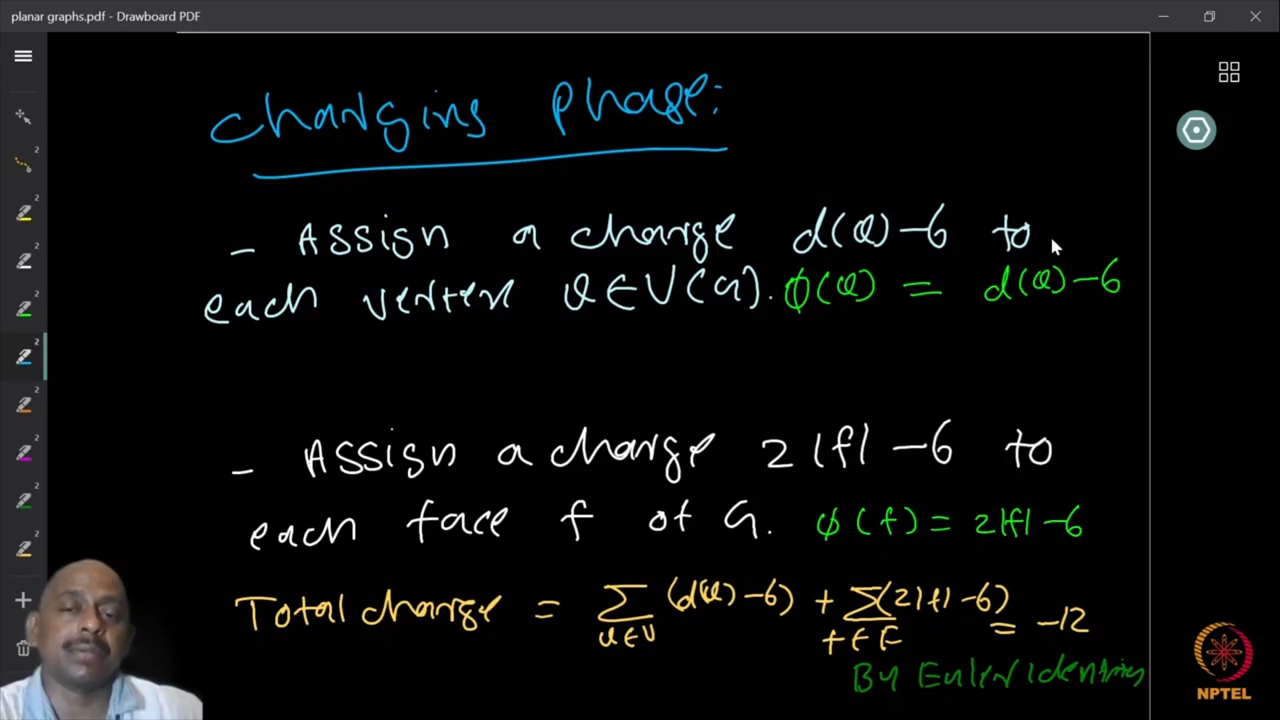 planar graphs.pdf - Drawboard PDF
Charging Phase:
- Assign a charge d(v)-6 to
each vertex v∈V(G). φ(v) = d(v)-6
- Assign a charge 2|f|-6 to
each face f of G. φ(f) = 2|f|-6
Total charge = ∑ (d(v)-6) + ∑(2|f|-6) = -12
v∈V f∈F
By Euler Identity
NPTEL